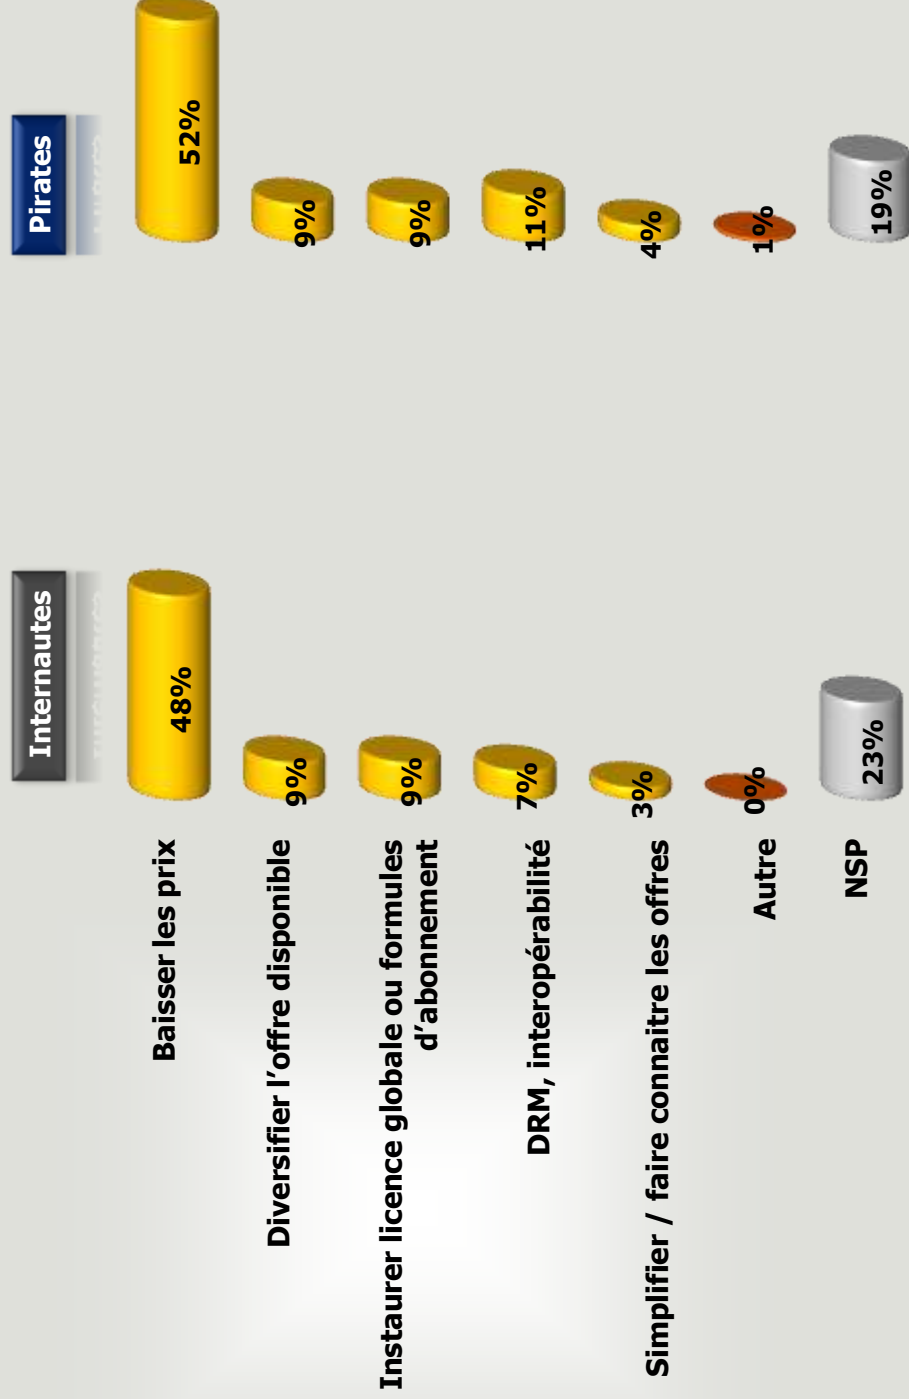 Internautes
Pirates
Baisser les prix
48%
52%
Diversifier l’offre disponible
9%
9%
Instaurer licence globale ou formules
d’abonnement
9%
9%
DRM, interopérabilité
7%
11%
Simplifier / faire connaitre les offres
3%
4%
Autre
0%
1%
NSP
23%
19%